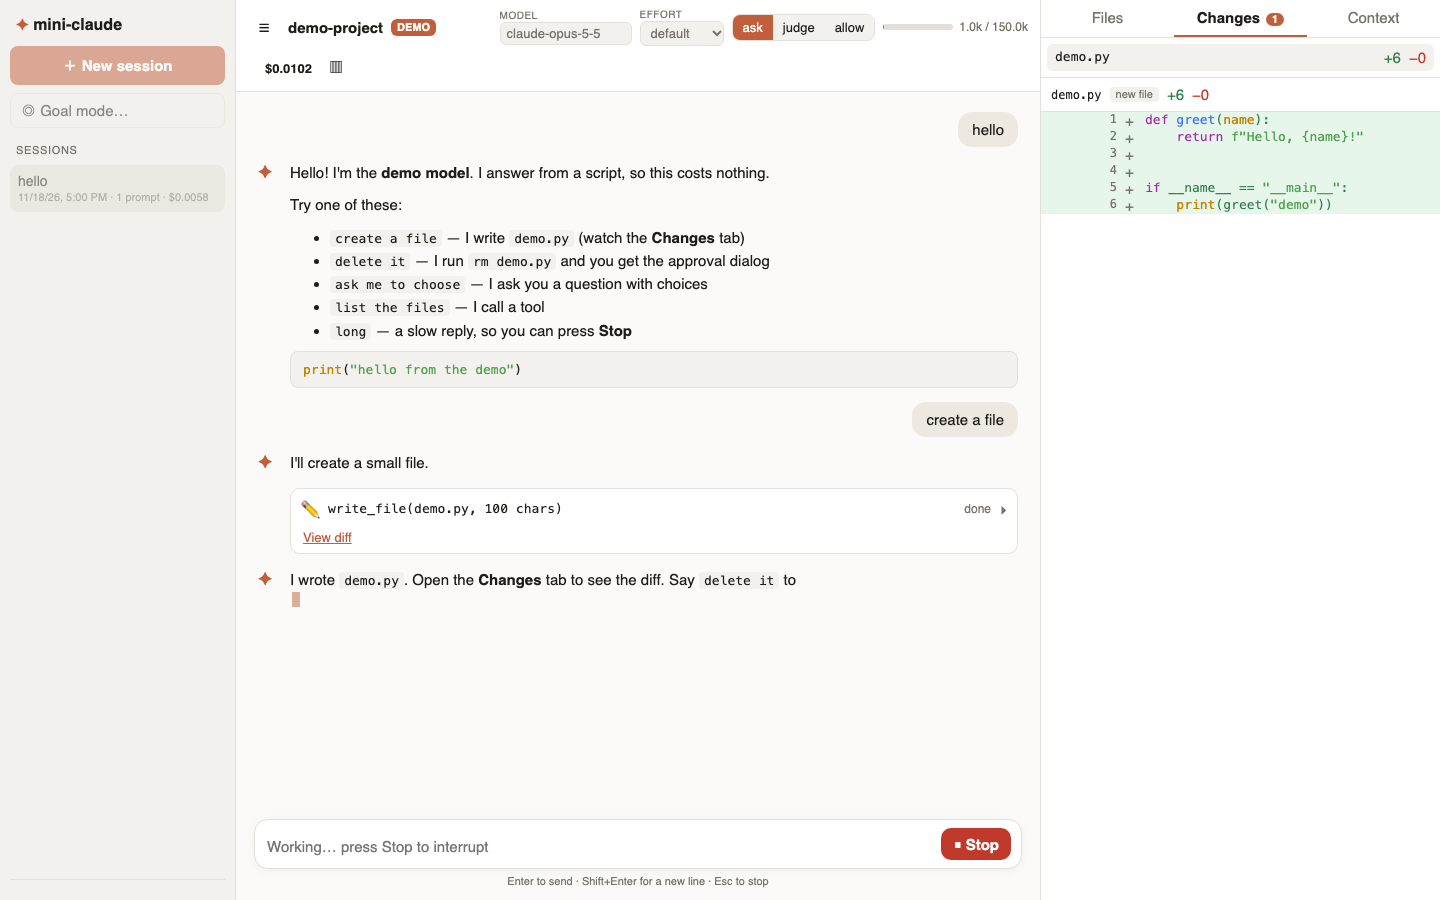 ✦ mini-claude
+ New session
◎ Goal mode…
SESSIONS
hello
11/18/26, 5:00 PM · 1 prompt · $0.0058
☰ demo-project DEMO
MODEL
claude-opus-5-5
EFFORT
default
ask judge allow
1.0k / 150.0k
$0.0102
hello
Hello! I'm the demo model. I answer from a script, so this costs nothing.
Try one of these:
• create a file — I write demo.py (watch the Changes tab)
• delete it — I run rm demo.py and you get the approval dialog
• ask me to choose — I ask you a question with choices
• list the files — I call a tool
• long — a slow reply, so you can press Stop
print("hello from the demo")
create a file
I'll create a small file.
write_file(demo.py, 100 chars) done
View diff
I wrote demo.py. Open the Changes tab to see the diff. Say delete it to
Working… press Stop to interrupt
Stop
Enter to send · Shift+Enter for a new line · Esc to stop
Files Changes 1 Context
demo.py +6 −0
demo.py new file +6 −0
1 + def greet(name):
2 +     return f"Hello, {name}!"
3 +
4 +
5 + if __name__ == "__main__":
6 +     print(greet("demo"))